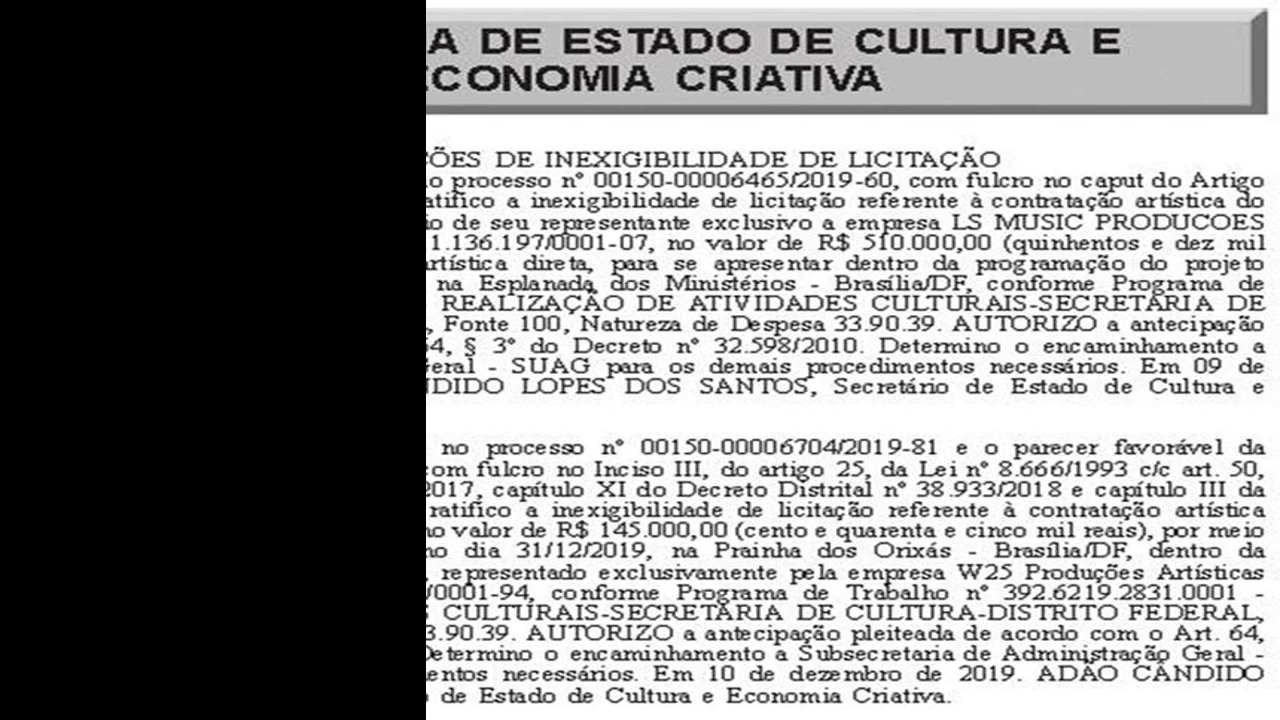 A DE ESTADO DE CULTURA E
ECONOMIA CRIATIVA
ÕES DE INEXIGIBILIDADE DE LICITAÇÃO
processo nº 00150-00006465/2019-60, com fulcro no caput do Artigo
ratifico a inexigibilidade de licitação referente à contratação artística do
de seu representante exclusivo a empresa LS MUSIC PRODUCOES
1.136.197/0001-07, no valor de R$ 510.000,00 (quinhentos e dez mil
artística direta, para se apresentar dentro da programação do projeto
na Esplanada dos Ministérios - Brasília/DF, conforme Programa de
REALIZAÇÃO DE ATIVIDADES CULTURAIS-SECRETARIA DE
, Fonte 100, Natureza de Despesa 33.90.39. AUTORIZO a antecipação
64, § 3º do Decreto nº 32.598/2010. Determino o encaminhamento a
Geral - SUAG para os demais procedimentos necessários. Em 09 de
NDIDO LOPES DOS SANTOS, Secretário de Estado de Cultura e
no processo nº 00150-00006704/2019-81 e o parecer favorável da
com fulcro no Inciso III, do artigo 25, da Lei nº 8.666/1993 c/c art. 50,
2017, capítulo XI do Decreto Distrital nº 38.933/2018 e capítulo III da
ratifico a inexigibilidade de licitação referente à contratação artística
no valor de R$ 145.000,00 (cento e quarenta e cinco mil reais), por meio
no dia 31/12/2019, na Prainha dos Orixás - Brasília/DF, dentro da
, representado exclusivamente pela empresa W25 Produções Artísticas
/0001-94, conforme Programa de Trabalho nº 392.6219.2831.0001 -
S CULTURAIS-SECRETARIA DE CULTURA-DISTRITO FEDERAL,
3.90.39. AUTORIZO a antecipação pleiteada de acordo com o Art. 64,
Determino o encaminhamento a Subsecretaria de Administração Geral -
entos necessários. Em 10 de dezembro de 2019. ADÃO CÂNDIDO
de Estado de Cultura e Economia Criativa.